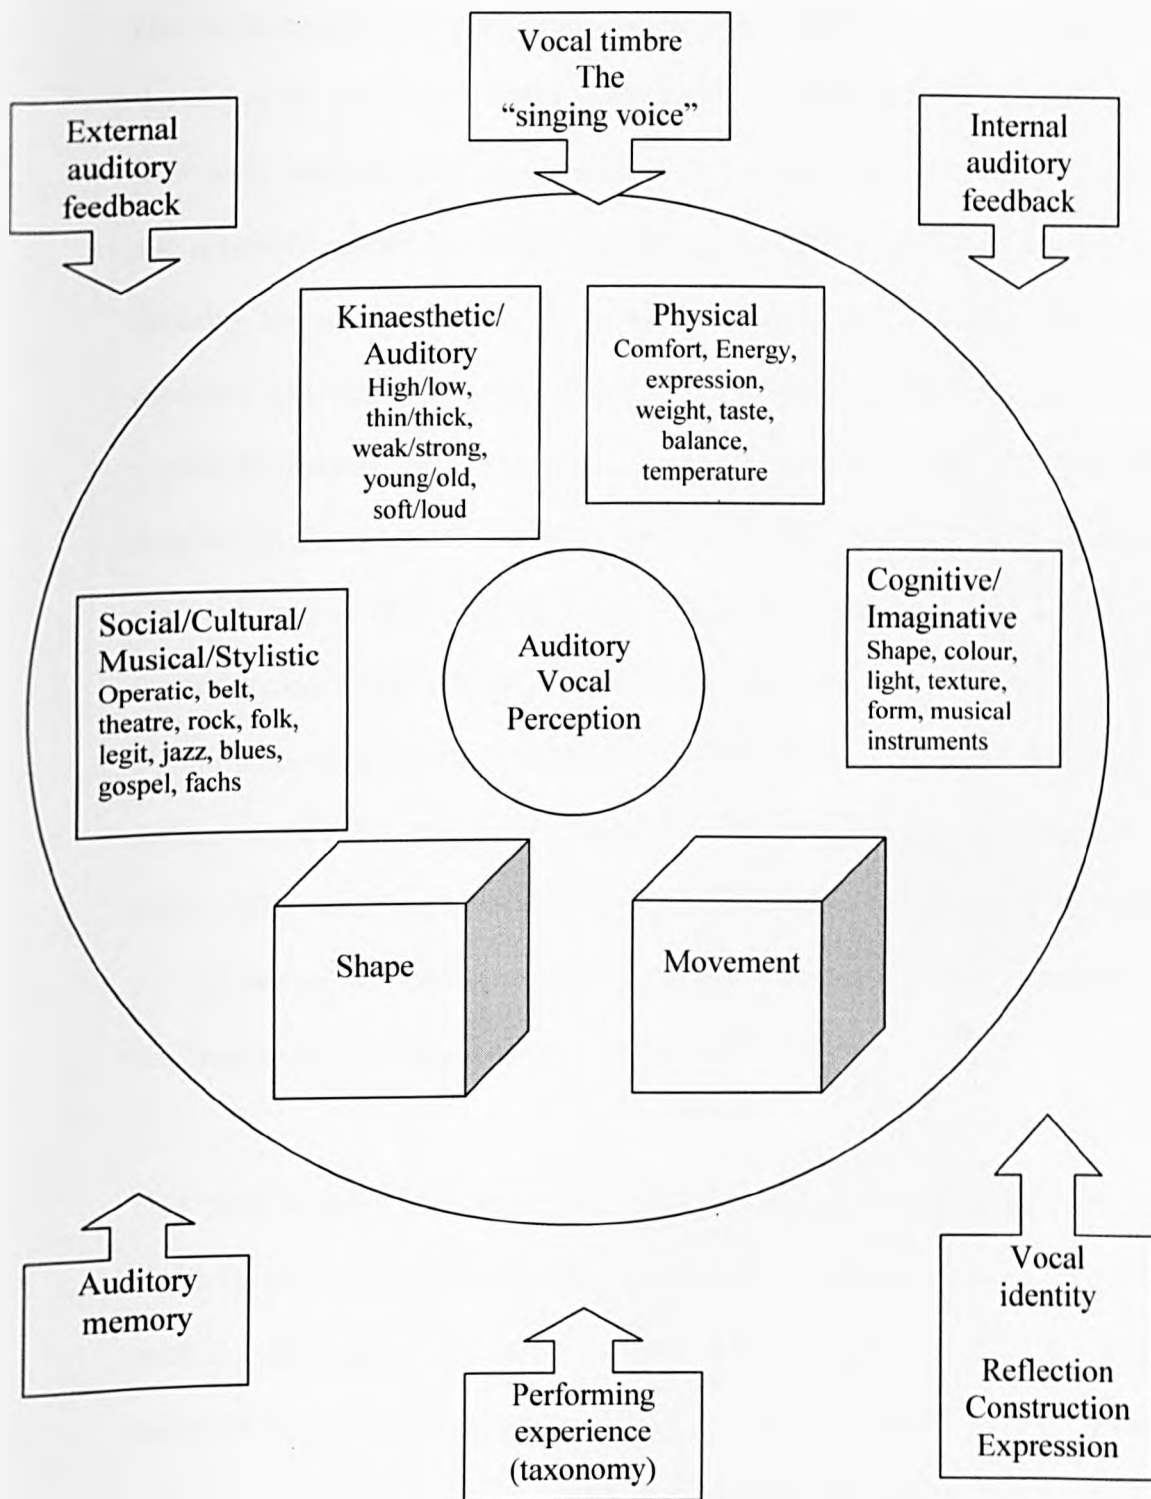 Vocal timbre
The
“singing voice”
External
auditory
feedback
Internal
auditory
feedback
Kinaesthetic/
Auditory
High/low,
thin/thick,
weak/strong,
young/old,
soft/loud
Physical
Comfort, Energy,
expression,
weight, taste,
balance,
temperature
Social/Cultural/
Musical/Stylistic
Operatic, belt,
theatre, rock, folk,
legit, jazz, blues,
gospel, fachs
Auditory
Vocal
Perception
Cognitive/
Imaginative
Shape, colour,
light, texture,
form, musical
instruments
Shape
Movement
Auditory
memory
Performing
experience
(taxonomy)
Vocal
identity
Reflection
Construction
Expression